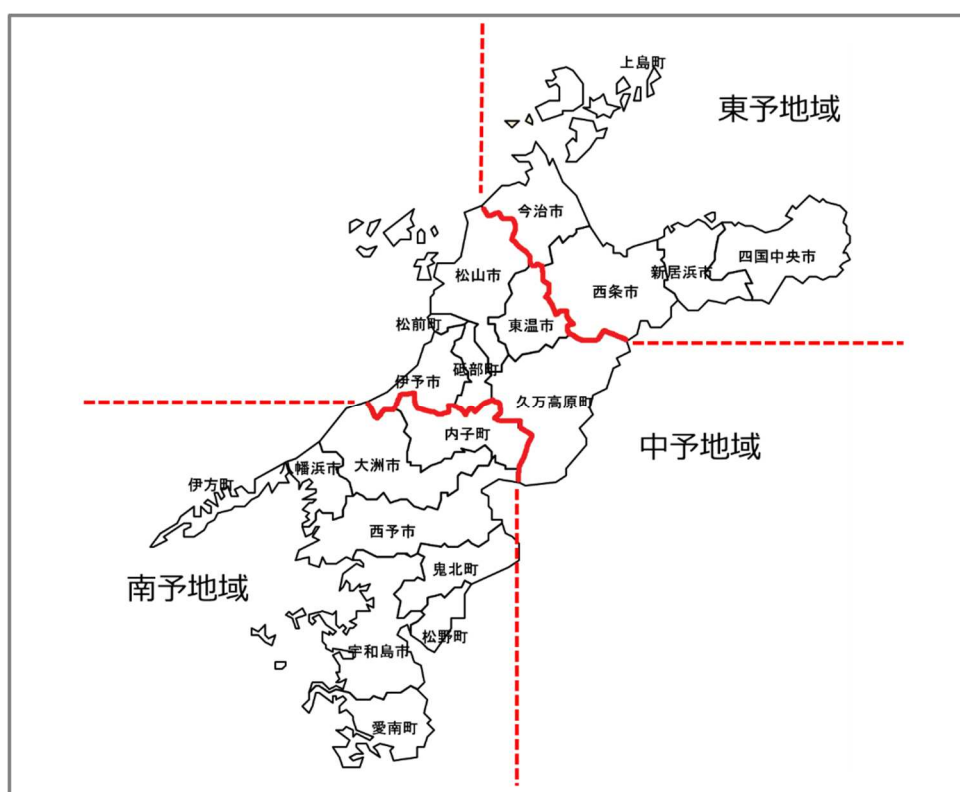 上島町
東予地域
今治市
四国中央市
新居浜市
松山市
西条市
松前町
東温市
砥部町
伊予市
久万高原町
内子町
中予地域
大洲市
八幡浜市
伊方町
西予市
鬼北町
南予地域
松野町
宇和島市
愛南町